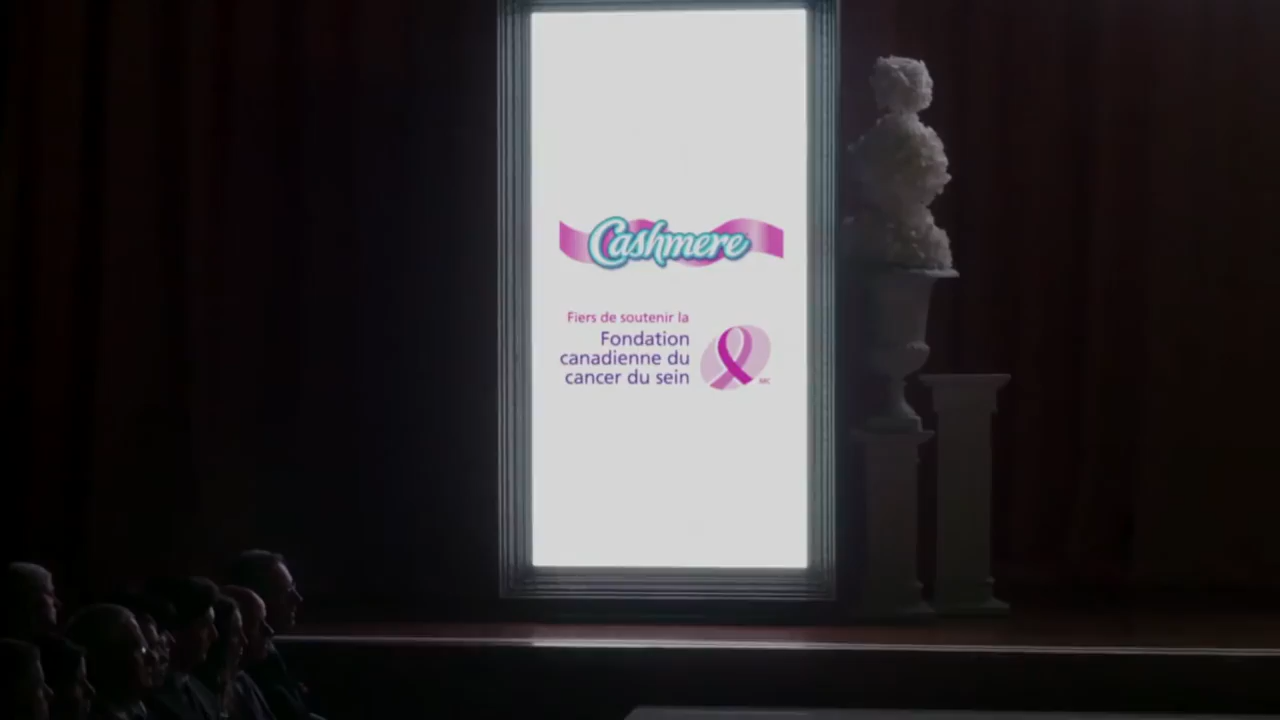 Cashmere
Fiers de soutenir la
Fondation
canadienne du
cancer du sein